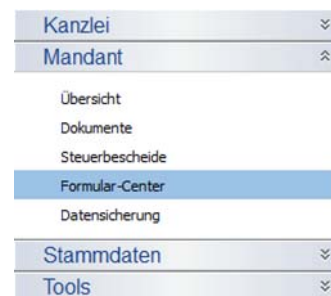 Kanzlei
Mandant
Übersicht
Dokumente
Steuerbescheide
Formular-Center
Datensicherung
Stammdaten
Tools